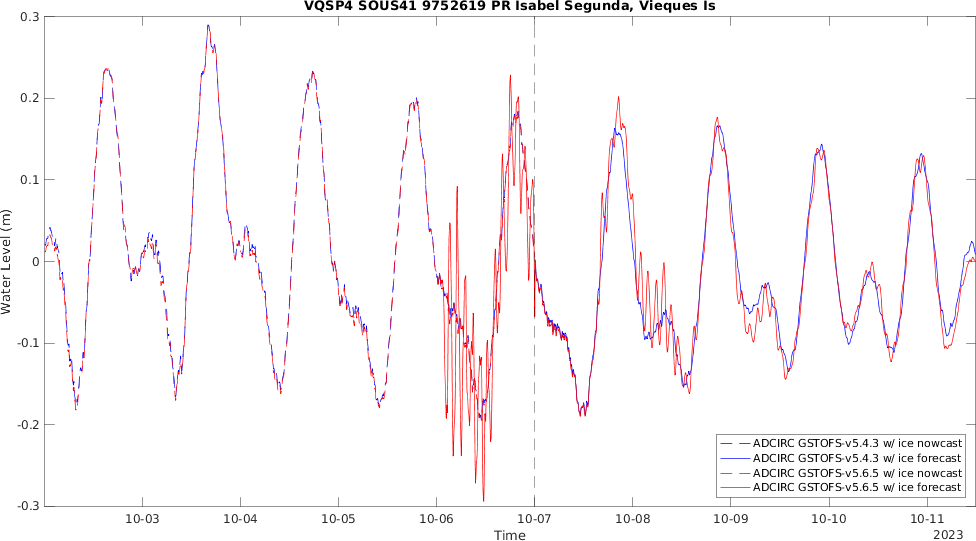 VQSP4 SOUS41 9752619 PR Isabel Segunda, Vieques Is
0.3
0.2
0.1
0
-0.1
-0.2
-0.3
Water Level (m)
ADCIRC GSTOFS-v5.4.3 w/ ice nowcast
ADCIRC GSTOFS-v5.4.3 w/ ice forecast
ADCIRC GSTOFS-v5.6.5 w/ ice nowcast
ADCIRC GSTOFS-v5.6.5 w/ ice forecast
10-03 10-04 10-05 10-06 10-07 10-08 10-09 10-10 10-11
Time
2023